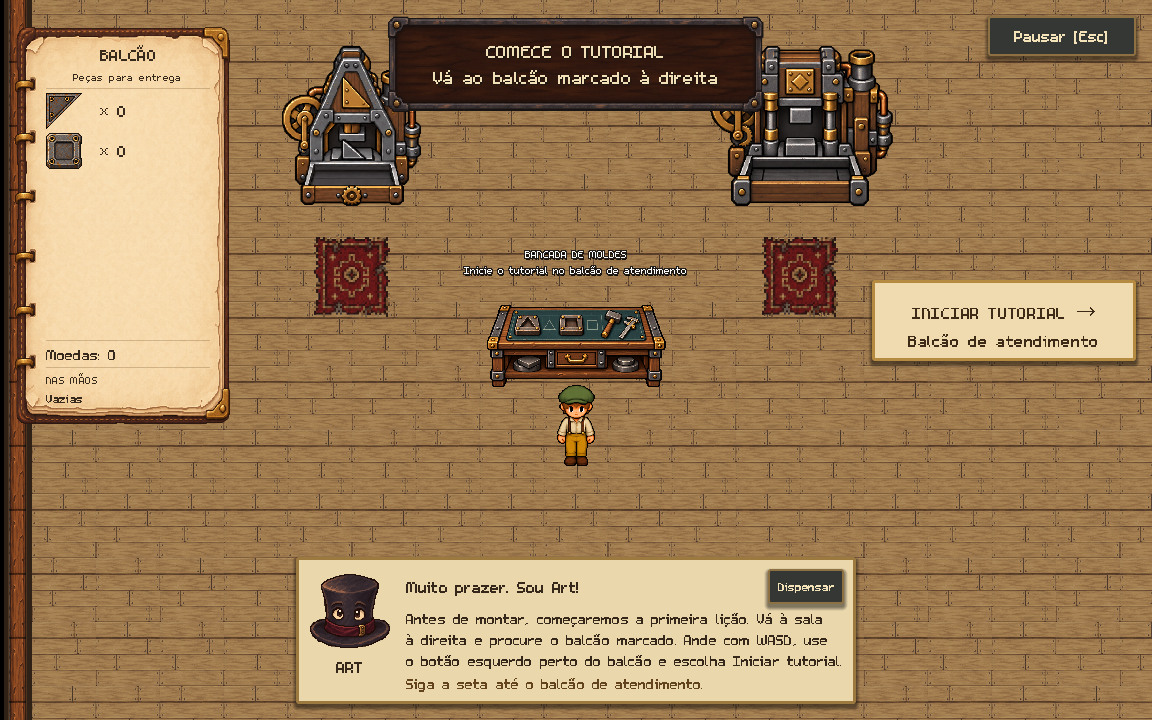 BALCÃO
Peças para entrega
x 0
x 0
Moedas: 0
NAS MÃOS
Vazias
COMECE O TUTORIAL
Vá ao balcão marcado à direita
Pausar [Esc]
BANCADA DE MOLDES
Inicie o tutorial no balcão de atendimento
INICIAR TUTORIAL →
Balcão de atendimento
Muito prazer. Sou Art!
Dispensar
Antes de montar, começaremos a primeira lição. Vá à sala
à direita e procure o balcão marcado. Ande com WASD, use
o botão esquerdo perto do balcão e escolha Iniciar tutorial.
Siga a seta até o balcão de atendimento.
ART